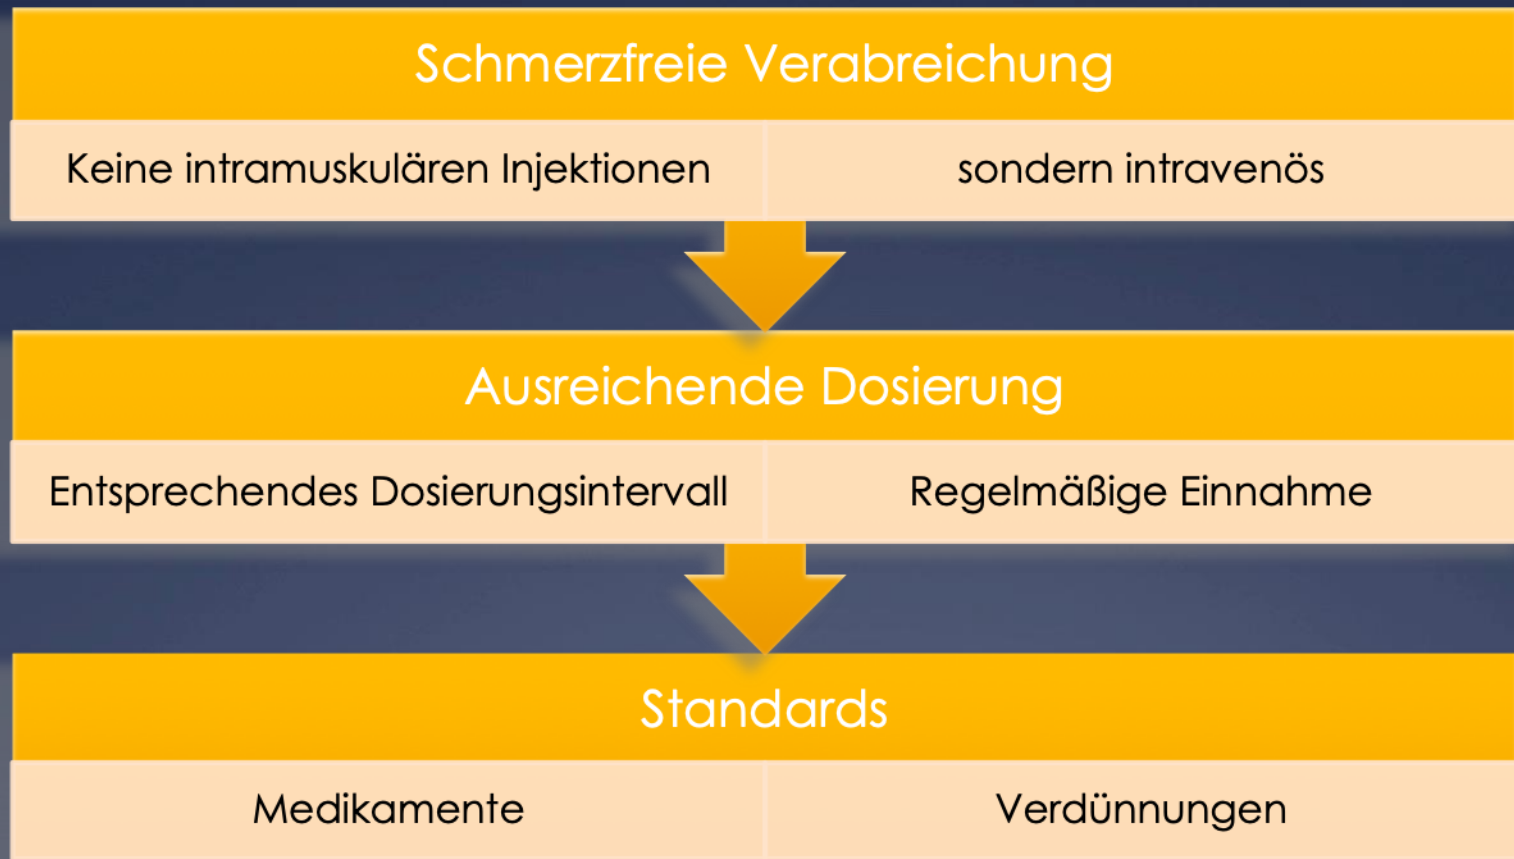 Schmerzfreie Verabreichung
Keine intramuskulären Injektionen
sondern intravenös
Ausreichende Dosierung
Entsprechendes Dosierungsintervall
Regelmäßige Einnahme
Standards
Medikamente
Verdünnungen